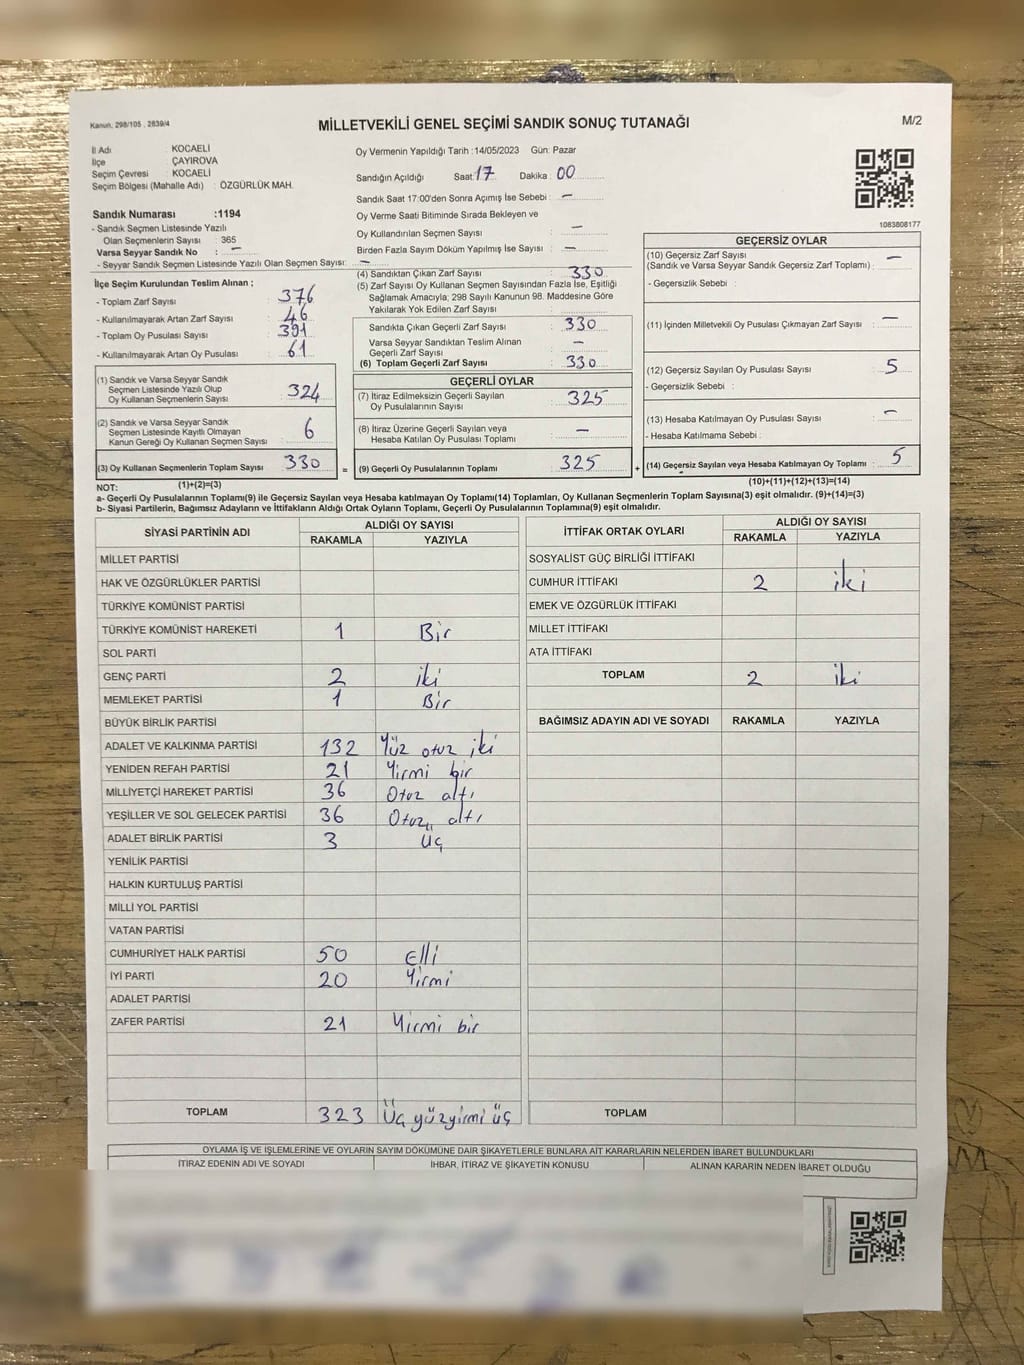 Kanun, 298/105 , 2839/4
MİLLETVEKİLİ GENEL SEÇİMİ SANDIK SONUÇ TUTANAĞI
M/2
İl Adı : KOCAELİ
İlçe : ÇAYIROVA
Seçim Çevresi : KOCAELİ
Seçim Bölgesi (Mahalle Adı) : ÖZGÜRLÜK MAH.
Sandık Numarası :1194
- Sandık Seçmen Listesinde Yazılı
Olan Seçmenlerin Sayısı : 365
Varsa Seyyar Sandık No : —
- Seyyar Sandık Seçmen Listesinde Yazılı Olan Seçmen Sayısı: —
Oy Vermenin Yapıldığı Tarih :14/05/2023 Gün: Pazar
Sandığın Açıldığı Saat: 17 Dakika : 00
Sandık Saat 17:00'den Sonra Açımış İse Sebebi : —
Oy Verme Saati Bitiminde Sırada Bekleyen ve
Oy Kullandırılan Seçmen Sayısı : —
Birden Fazla Sayım Döküm Yapılmış İse Sayısı : —
1083808177
İlçe Seçim Kurulundan Teslim Alınan ;
- Toplam Zarf Sayısı : 376
- Kullanılmayarak Artan Zarf Sayısı : 46
- Toplam Oy Pusulası Sayısı : 391
- Kullanılmayarak Artan Oy Pusulası : 61
(1) Sandık ve Varsa Seyyar Sandık
Seçmen Listesinde Yazılı Olup
Oy Kullanan Seçmenlerin Sayısı : 324
(2) Sandık ve Varsa Seyyar Sandık
Seçmen Listesinde Kayıtlı Olmayan
Kanun Gereği Oy Kullanan Seçmen Sayısı : 6
(3) Oy Kullanan Seçmenlerin Toplam Sayısı : 330
(1)+(2)=(3)
(4) Sandıktan Çıkan Zarf Sayısı : 330
(5) Zarf Sayısı Oy Kullanan Seçmen Sayısından Fazla İse, Eşitliği
Sağlamak Amacıyla; 298 Sayılı Kanunun 98. Maddesine Göre
Yakılarak Yok Edilen Zarf Sayısı :
Sandıkta Çıkan Geçerli Zarf Sayısı : 330
Varsa Seyyar Sandıktan Teslim Alınan
Geçerli Zarf Sayısı : —
(6) Toplam Geçerli Zarf Sayısı : 330
GEÇERLİ OYLAR
(7) İtiraz Edilmeksizin Geçerli Sayılan
Oy Pusulalarının Sayısı : 325
(8) İtiraz Üzerine Geçerli Sayılan veya
Hesaba Katılan Oy Pusulası Toplamı : —
= (9) Geçerli Oy Pusulalarının Toplamı : 325
GEÇERSİZ OYLAR
(10) Geçersiz Zarf Sayısı
(Sandık ve Varsa Seyyar Sandık Geçersiz Zarf Toplamı) : —
- Geçersizlik Sebebi :
(11) İçinden Milletvekili Oy Pusulası Çıkmayan Zarf Sayısı : —
(12) Geçersiz Sayılan Oy Pusulası Sayısı : 5
- Geçersizlik Sebebi :
(13) Hesaba Katılmayan Oy Pusulası Sayısı : —
- Hesaba Katılmama Sebebi :
+ (14) Geçersiz Sayılan veya Hesaba Katılmayan Oy Toplamı : 5
(10)+(11)+(12)+(13)=(14)
NOT:
a- Geçerli Oy Pusulalarının Toplamı(9) ile Geçersiz Sayılan veya Hesaba katılmayan Oy Toplamı(14) Toplamları, Oy Kullanan Seçmenlerin Toplam Sayısına(3) eşit olmalıdır. (9)+(14)=(3)
b- Siyasi Partilerin, Bağımsız Adayların ve İttifakların Aldığı Ortak Oyların Toplamı, Geçerli Oy Pusulalarının Toplamına(9) eşit olmalıdır.
SİYASİ PARTİNİN ADI ALDIĞI OY SAYISI
RAKAMLA YAZIYLA
MİLLET PARTİSİ
HAK VE ÖZGÜRLÜKLER PARTİSİ
TÜRKİYE KOMÜNİST PARTİSİ
TÜRKİYE KOMÜNİST HAREKETİ 1 Bir
SOL PARTİ
GENÇ PARTİ 2 iki
MEMLEKET PARTİSİ 1 Bir
BÜYÜK BİRLİK PARTİSİ
ADALET VE KALKINMA PARTİSİ 132 Yüz otuz iki
YENİDEN REFAH PARTİSİ 21 Yirmi bir
MİLLİYETÇİ HAREKET PARTİSİ 36 Otuz altı
YEŞİLLER VE SOL GELECEK PARTİSİ 36 Otuz altı
ADALET BİRLİK PARTİSİ 3 üç
YENİLİK PARTİSİ
HALKIN KURTULUŞ PARTİSİ
MİLLİ YOL PARTİSİ
VATAN PARTİSİ
CUMHURİYET HALK PARTİSİ 50 Elli
İYİ PARTİ 20 Yirmi
ADALET PARTİSİ
ZAFER PARTİSİ 21 Yirmi bir
TOPLAM 323 Üç yüzyirmi üç
İTTİFAK ORTAK OYLARI ALDIĞI OY SAYISI
RAKAMLA YAZIYLA
SOSYALİST GÜÇ BİRLİĞİ İTTİFAKI
CUMHUR İTTİFAKI 2 iki
EMEK VE ÖZGÜRLÜK İTTİFAKI
MİLLET İTTİFAKI
ATA İTTİFAKI
TOPLAM 2 iki
BAĞIMSIZ ADAYIN ADI VE SOYADI RAKAMLA YAZIYLA
TOPLAM
OYLAMA İŞ VE İŞLEMLERİNE VE OYLARIN SAYIM DÖKÜMÜNE DAİR ŞİKAYETLERLE BUNLARA AİT KARARLARIN NELERDEN İBARET BULUNDUKLARI
İTİRAZ EDENİN ADI VE SOYADI İHBAR, İTİRAZ VE ŞİKAYETİN KONUSU ALINAN KARARIN NEDEN İBARET OLDUĞU